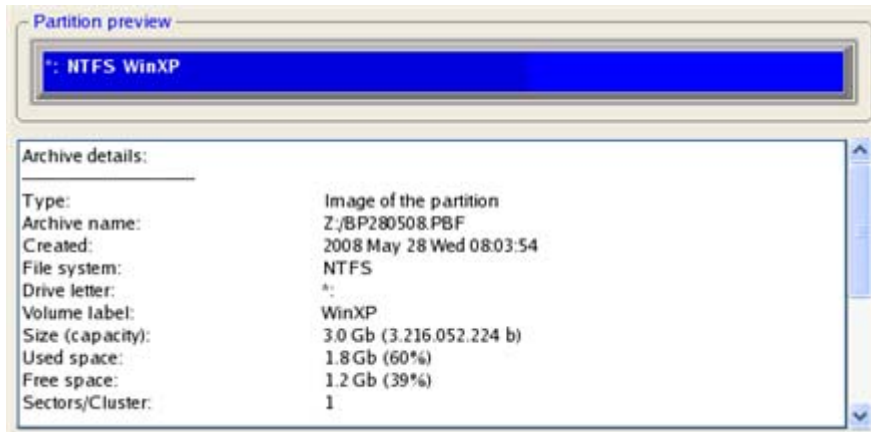 Partition preview
*: NTFS WinXP
Archive details:
Type: Image of the partition
Archive name: Z:/BP280508.PBF
Created: 2008 May 28 Wed 08:03:54
File system: NTFS
Drive letter: *:
Volume label: WinXP
Size (capacity): 3.0 Gb (3.216.052.224 b)
Used space: 1.8 Gb (60%)
Free space: 1.2 Gb (39%)
Sectors/Cluster: 1